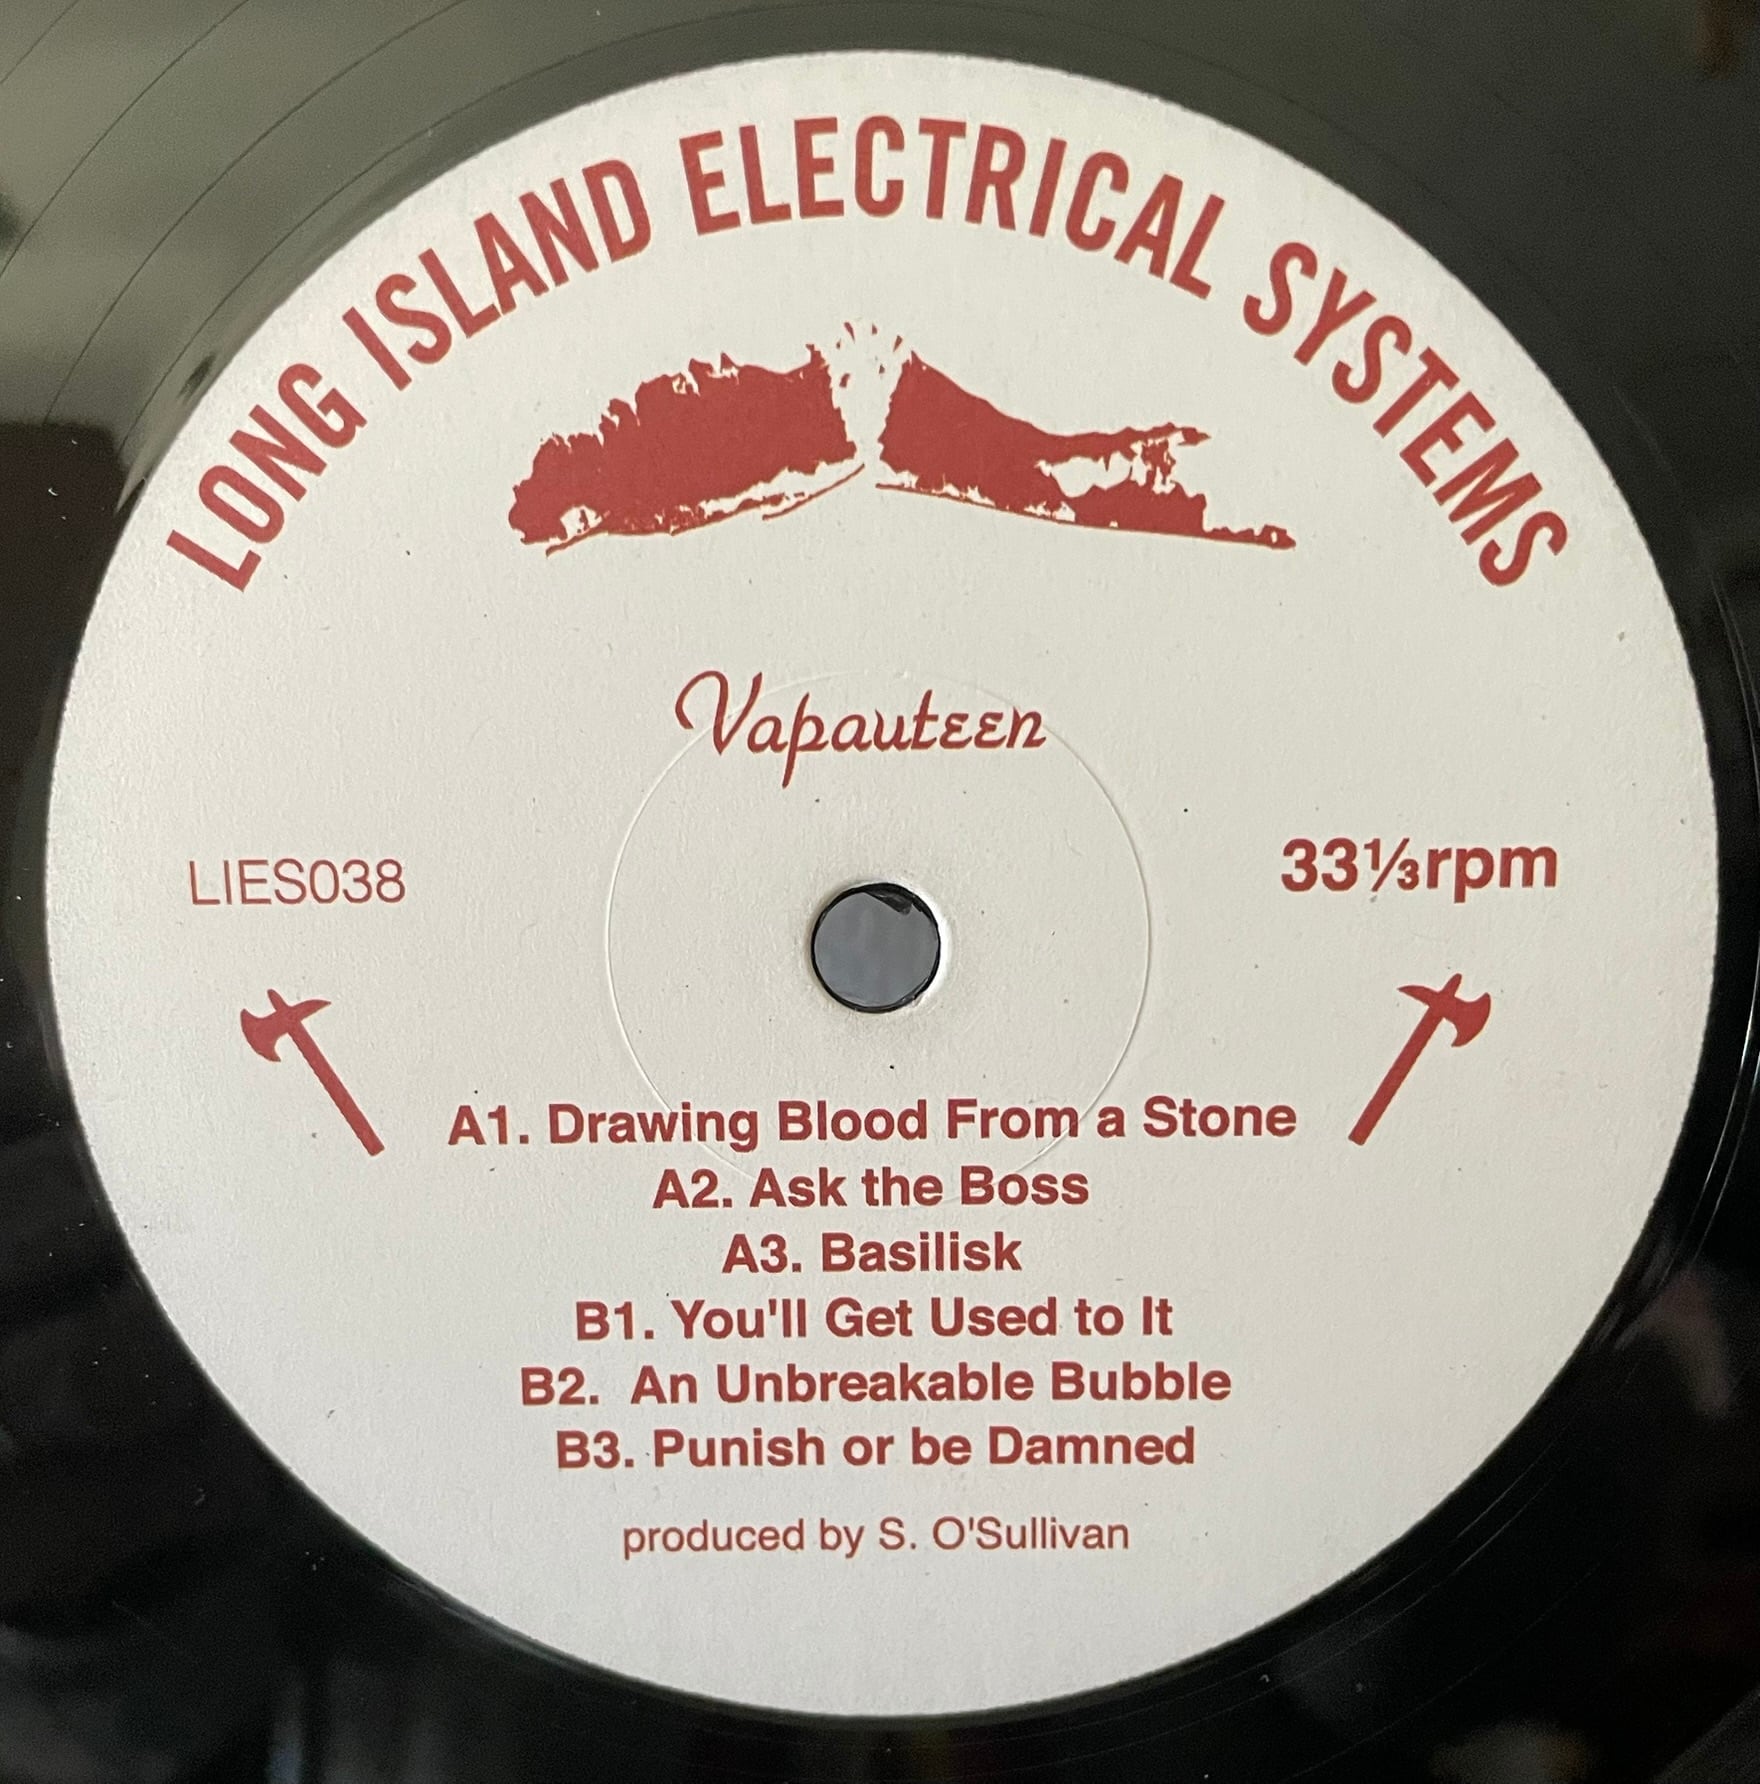 LONG ISLAND ELECTRICAL SYSTEMS
Vapauteen
LIES038
33⅓rpm
A1. Drawing Blood From a Stone
A2. Ask the Boss
A3. Basilisk
B1. You'll Get Used to It
B2.  An Unbreakable Bubble
B3. Punish or be Damned
produced by S. O'Sullivan